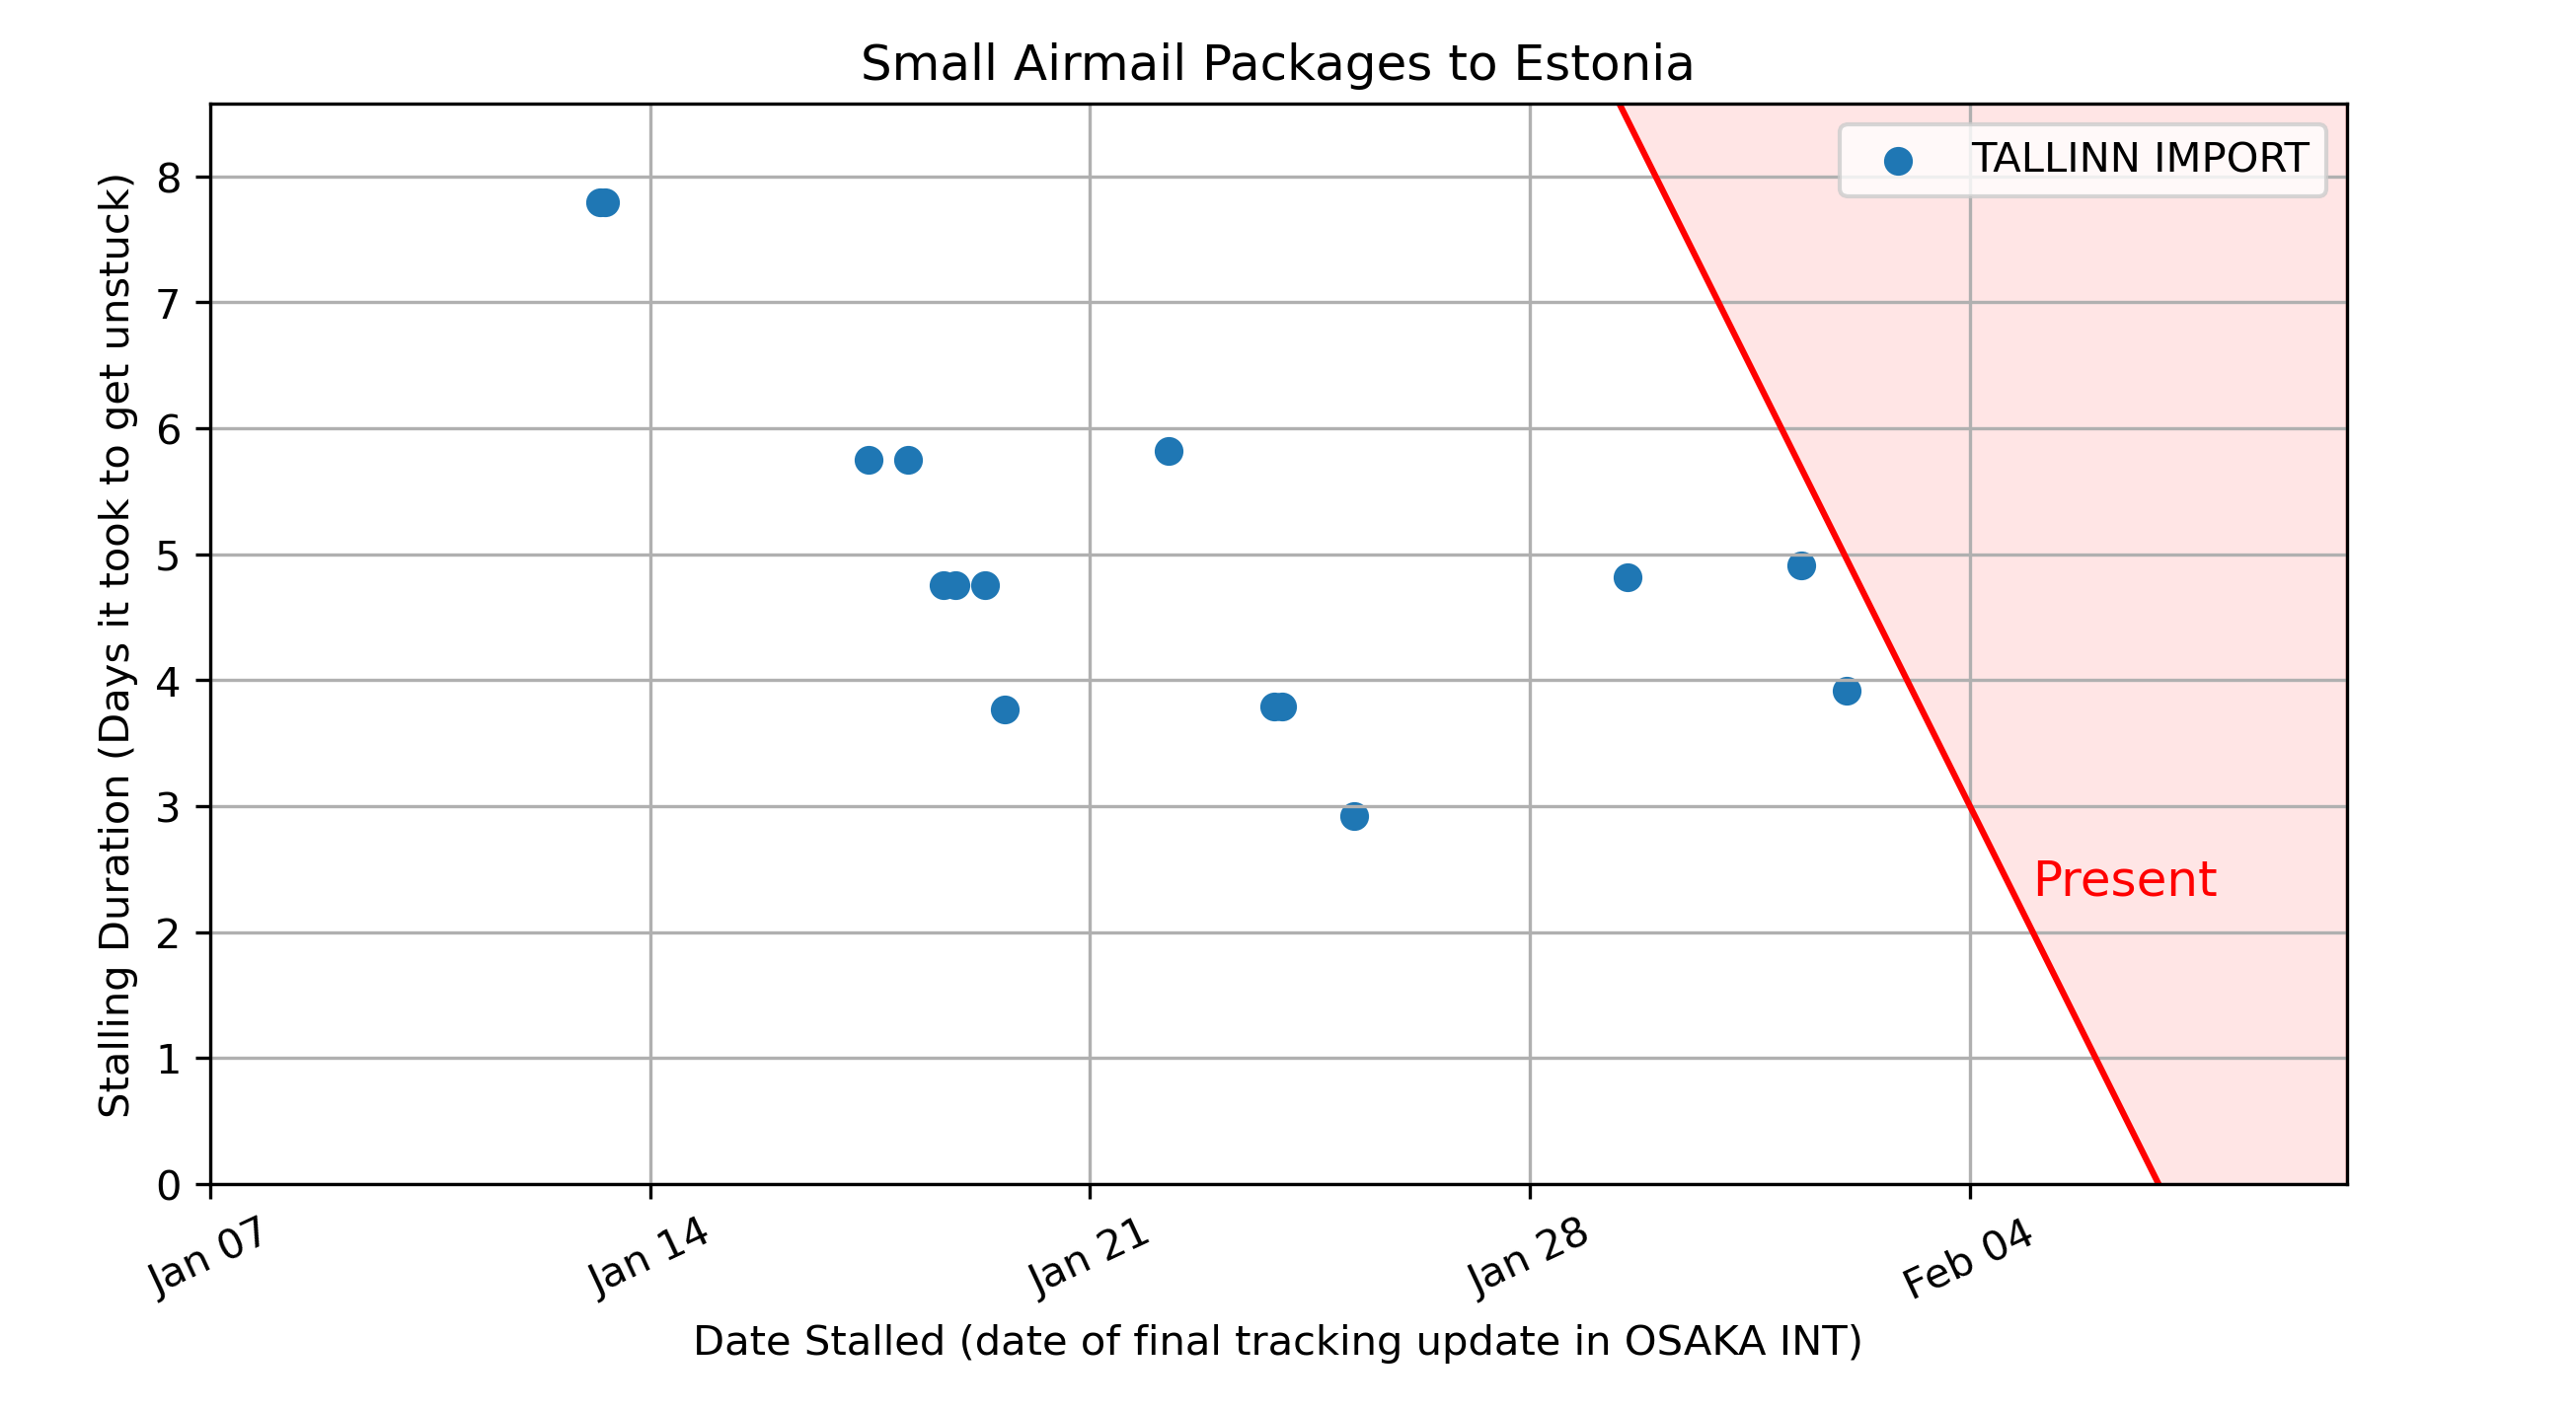 Small Airmail Packages to Estonia
TALLINN IMPORT
Stalling Duration (Days it took to get unstuck)
8
7
6
5
4
3
2
1
0
Present
Jan 07
Jan 14
Jan 21
Jan 28
Feb 04
Date Stalled (date of final tracking update in OSAKA INT)